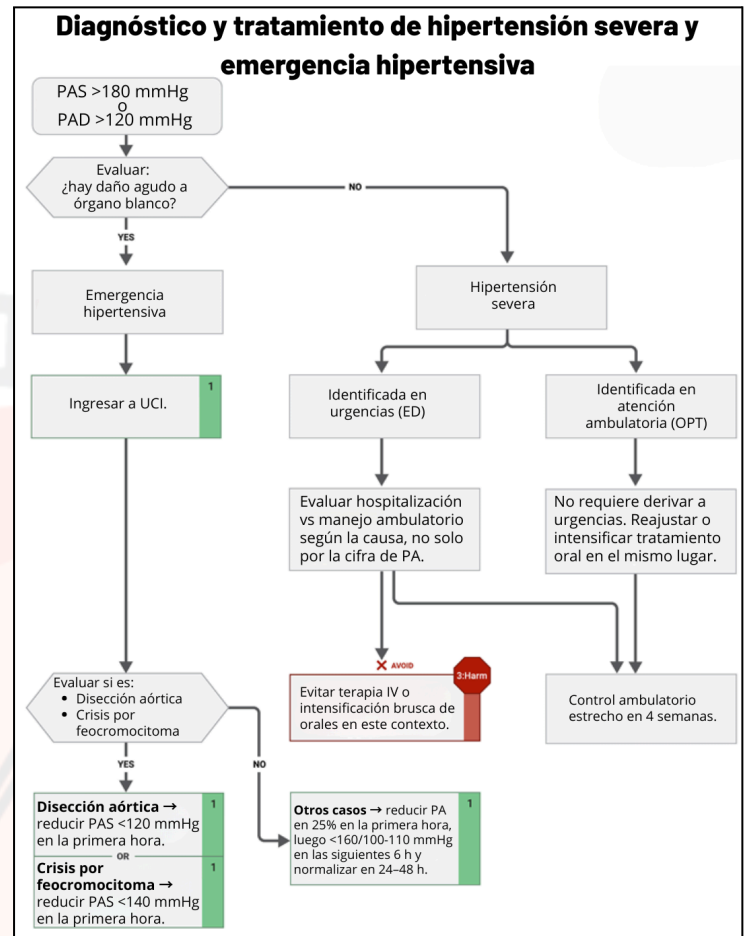 Diagnóstico y tratamiento de hipertensión severa y
emergencia hipertensiva
PAS >180 mmHg
o
PAD >120 mmHg
Evaluar:
¿hay daño agudo a
órgano blanco?
NO
YES
Emergencia
hipertensiva
Hipertensión
severa
Ingresar a UCI.
1
Identificada en
urgencias (ED)
Identificada en
atención
ambulatoria (OPT)
Evaluar hospitalización
vs manejo ambulatorio
según la causa, no solo
por la cifra de PA.
No requiere derivar a
urgencias. Reajustar o
intensificar tratamiento
oral en el mismo lugar.
AVOID
3:Harm
Evitar terapia IV o
intensificación brusca de
orales en este contexto.
Control ambulatorio
estrecho en 4 semanas.
Evaluar si es:
• Disección aórtica
• Crisis por
feocromocitoma
YES
NO
Disección aórtica →
reducir PAS <120 mmHg
en la primera hora.
1
OR
Crisis por
feocromocitoma →
reducir PAS <140 mmHg
en la primera hora.
1
Otros casos → reducir PA
en 25% en la primera hora,
luego <160/100-110 mmHg
en las siguientes 6 h y
normalizar en 24–48 h.
1